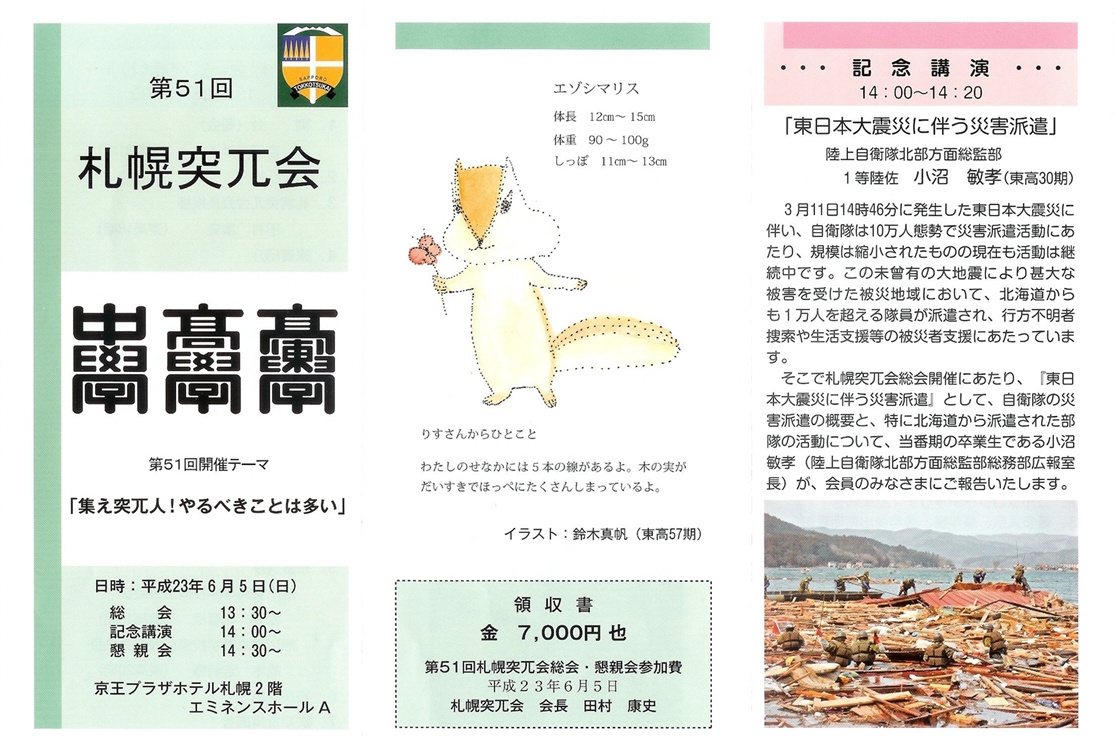 第51回
SAPPORO
TOKKOTSUKAI
札幌突兀会
中學
高學
東高
第51回開催テーマ
「集え突兀人!やるべきことは多い」
日時：平成23年6月5日(日)
総　会　13：30～
記念講演　14：00～
懇親会　14：30～
京王プラザホテル札幌2階
エミネンスホールA
エゾシマリス
体長　12㎝～15㎝
体重　90～100g
しっぽ　11㎝～13㎝
りすさんからひとこと
わたしのせなかには5本の線があるよ。木の実が
だいすきでほっぺにたくさんしまっているよ。
イラスト：鈴木真帆（東高57期）
領収書
金　7,000円也
第51回札幌突兀会総会・懇親会参加費
平成23年6月5日
札幌突兀会　会長　田村　康史
・・・　記念講演　・・・
14：00～14：20
「東日本大震災に伴う災害派遣」
陸上自衛隊北部方面総監部
1等陸佐　小沼　敏孝（東高30期）
3月11日14時46分に発生した東日本大震災に
伴い、自衛隊は10万人態勢で災害派遣活動にあ
たり、規模は縮小されたものの現在も活動は継
続中です。この未曾有の大地震により甚大な
被害を受けた被災地域において、北海道から
も1万人を超える隊員が派遣され、行方不明者
捜索や生活支援等の被災者支援にあたっていま
す。
そこで札幌突兀会総会開催にあたり、『東日
本大震災に伴う災害派遣』として、自衛隊の災
害派遣の概要と、特に北海道から派遣された部
隊の活動について、当番期の卒業生である小沼
敏孝（陸上自衛隊北部方面総監部総務部広報室
長）が、会員のみなさまにご報告いたします。